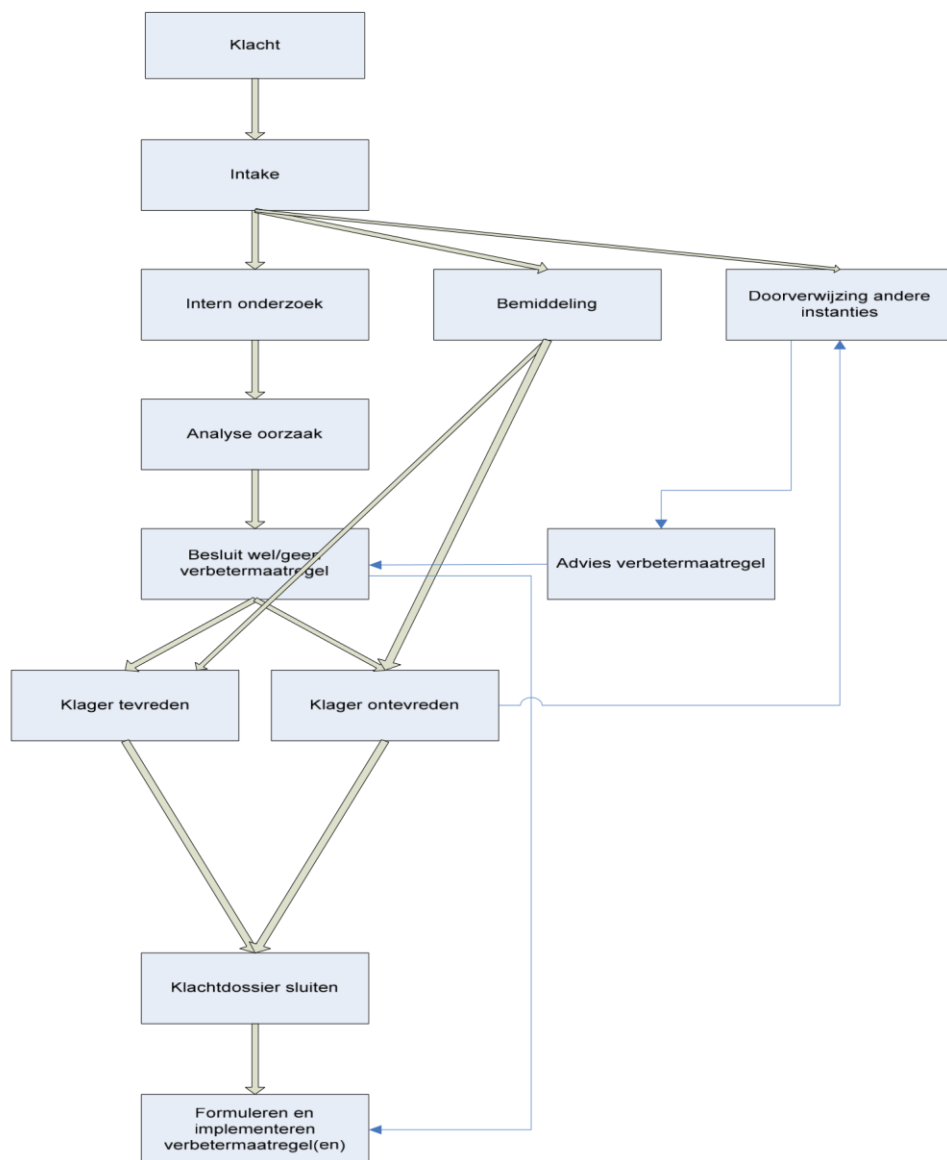 Klacht
Intake
Intern onderzoek
Bemiddeling
Doorverwijzing andere
instanties
Analyse oorzaak
Besluit wel/geen
verbetermaatregel
Advies verbetermaatregel
Klager tevreden
Klager ontevreden
Klachtdossier sluiten
Formuleren en
implementeren
verbetermaatregel(en)